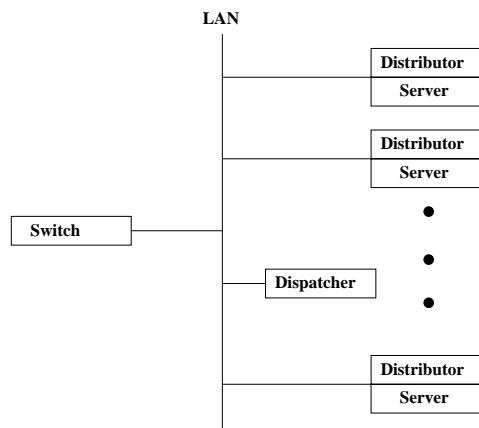 LAN
Distributor
Server
Distributor
Server
Switch
Dispatcher
Distributor
Server